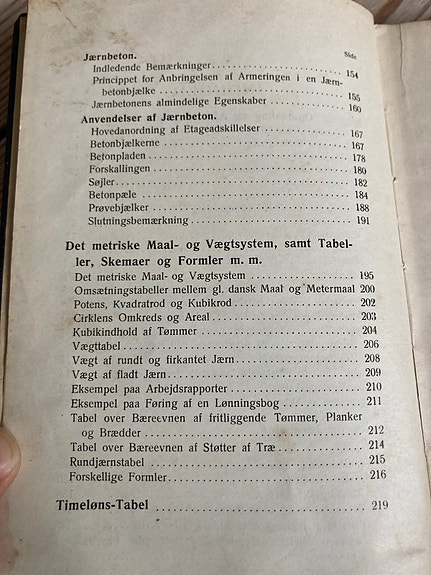 Side
Jærnbeton.
Indledende Bemærkninger 154
Princippet for Anbringelsen af Armeringen i en Jærn-
betonbjælke 155
Jærnbetonens almindelige Egenskaber 160
Anvendelser af Jærnbeton.
Hovedanordning af Etageadskillelser 167
Betonbjælkerne 167
Betonpladen 178
Forskallingen 180
Søjler 182
Betonpæle 184
Prøvebjælker 188
Slutningsbemærkning 191
Det metriske Maal- og Vægtsystem, samt Tabel-
ler, Skemaer og Formler m. m.
Det metriske Maal- og Vægtsystem 195
Omsætningstabeller mellem gl. dansk Maal og Metermaal 200
Potens, Kvadratrod og Kubikrod 202
Cirklens Omkreds og Areal 203
Kubikindhold af Tømmer 204
Vægttabel 206
Vægt af rundt og firkantet Jærn 208
Vægt af fladt Jærn 209
Eksempel paa Arbejdsrapporter 210
Eksempel paa Føring af en Lønningsbog 211
Tabel over Bæreevnen af fritliggende Tømmer, Planker
og Brædder 212
Tabel over Bæreevnen af Støtter af Træ 214
Rundjærnstabel 215
Forskellige Formler 216
Timeløns-Tabel 219